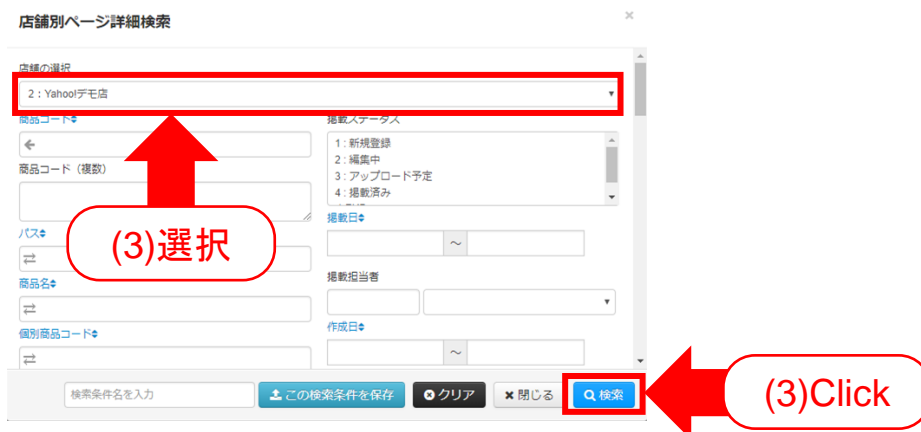 店舗別ページ詳細検索
×
店舗の選択
2 : Yahoo!デモ店
商品コード
商品コード（複数）
パス
商品名
個別商品コード
掲載ステータス
1 : 新規登録
2 : 編集中
3 : アップロード予定
4 : 掲載済み
掲載日
～
掲載担当者
作成日
～
(3)選択
検索条件名を入力
この検索条件を保存
クリア
閉じる
検索
(3)Click